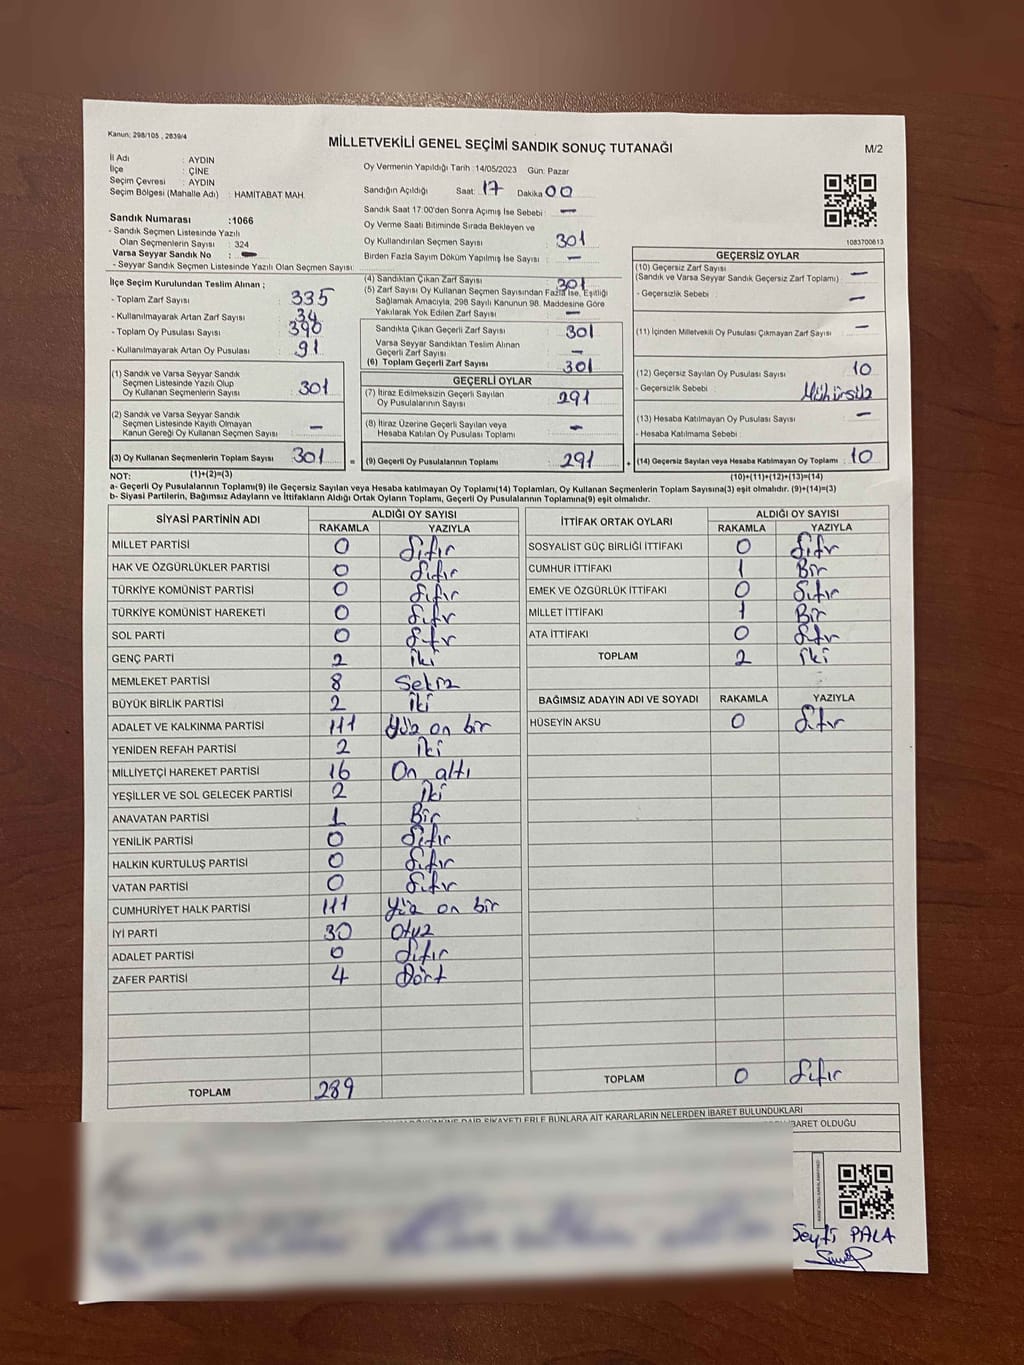 Kanun: 298/105 , 2839/4
MİLLETVEKİLİ GENEL SEÇİMİ SANDIK SONUÇ TUTANAĞI
M/2
İl Adı : AYDIN
İlçe : ÇİNE
Seçim Çevresi : AYDIN
Seçim Bölgesi (Mahalle Adı) : HAMİTABAT MAH.
Oy Vermenin Yapıldığı Tarih : 14/05/2023 Gün: Pazar
Sandığın Açıldığı Saat: 17 Dakika 00
Sandık Saat 17:00'den Sonra Açımış İse Sebebi : —
Oy Verme Saati Bitiminde Sırada Bekleyen ve
Oy Kullandırılan Seçmen Sayısı 301
Birden Fazla Sayım Döküm Yapılmış İse Sayısı : —
1083700613
Sandık Numarası :1066
- Sandık Seçmen Listesinde Yazılı
Olan Seçmenlerin Sayısı : 324
Varsa Seyyar Sandık No :
- Seyyar Sandık Seçmen Listesinde Yazılı Olan Seçmen Sayısı:
İlçe Seçim Kurulundan Teslim Alınan ;
- Toplam Zarf Sayısı 335
- Kullanılmayarak Artan Zarf Sayısı 34
- Toplam Oy Pusulası Sayısı 390
- Kullanılmayarak Artan Oy Pusulası 91
(1) Sandık ve Varsa Seyyar Sandık
Seçmen Listesinde Yazılı Olup
Oy Kullanan Seçmenlerin Sayısı 301
(2) Sandık ve Varsa Seyyar Sandık
Seçmen Listesinde Kayıtlı Olmayan
Kanun Gereği Oy Kullanan Seçmen Sayısı —
(3) Oy Kullanan Seçmenlerin Toplam Sayısı 301
(4) Sandıktan Çıkan Zarf Sayısı 301
(5) Zarf Sayısı Oy Kullanan Seçmen Sayısından Fazla İse, Eşitliği
Sağlamak Amacıyla, 298 Sayılı Kanunun 98. Maddesine Göre
Yakılarak Yok Edilen Zarf Sayısı —
Sandıkta Çıkan Geçerli Zarf Sayısı 301
Varsa Seyyar Sandıktan Teslim Alınan
Geçerli Zarf Sayısı —
(6) Toplam Geçerli Zarf Sayısı 301
GEÇERLİ OYLAR
(7) İtiraz Edilmeksizin Geçerli Sayılan
Oy Pusulalarının Sayısı 291
(8) İtiraz Üzerine Geçerli Sayılan veya
Hesaba Katılan Oy Pusulası Toplamı —
= (9) Geçerli Oy Pusulalarının Toplamı 291
GEÇERSİZ OYLAR
(10) Geçersiz Zarf Sayısı
(Sandık ve Varsa Seyyar Sandık Geçersiz Zarf Toplamı) —
- Geçersizlik Sebebi : —
(11) İçinden Milletvekili Oy Pusulası Çıkmayan Zarf Sayısı —
(12) Geçersiz Sayılan Oy Pusulası Sayısı 10
- Geçersizlik Sebebi : Mühürsüz
(13) Hesaba Katılmayan Oy Pusulası Sayısı —
- Hesaba Katılmama Sebebi :
+ (14) Geçersiz Sayılan veya Hesaba Katılmayan Oy Toplamı 10
NOT: (1)+(2)=(3) (10)+(11)+(12)+(13)=(14)
a- Geçerli Oy Pusulalarının Toplamı(9) ile Geçersiz Sayılan veya Hesaba Katılmayan Oy Toplamı(14) Toplamları, Oy Kullanan Seçmenlerin Toplam Sayısına(3) eşit olmalıdır. (9)+(14)=(3)
b- Siyasi Partilerin, Bağımsız Adayların ve İttifakların Aldığı Ortak Oyların Toplamı, Geçerli Oy Pusulalarının Toplamına(9) eşit olmalıdır.
SİYASİ PARTİNİN ADI ALDIĞI OY SAYISI
RAKAMLA YAZIYLA
MİLLET PARTİSİ 0 Sıfır
HAK VE ÖZGÜRLÜKLER PARTİSİ 0 Sıfır
TÜRKİYE KOMÜNİST PARTİSİ 0 Sıfır
TÜRKİYE KOMÜNİST HAREKETİ 0 Sıfır
SOL PARTİ 0 Sıfır
GENÇ PARTİ 2 İki
MEMLEKET PARTİSİ 8 Sekiz
BÜYÜK BİRLİK PARTİSİ 2 İki
ADALET VE KALKINMA PARTİSİ 111 Yüz on bir
YENİDEN REFAH PARTİSİ 2 İki
MİLLİYETÇİ HAREKET PARTİSİ 16 On altı
YEŞİLLER VE SOL GELECEK PARTİSİ 2 İki
ANAVATAN PARTİSİ 1 Bir
YENİLİK PARTİSİ 0 Sıfır
HALKIN KURTULUŞ PARTİSİ 0 Sıfır
VATAN PARTİSİ 0 Sıfır
CUMHURİYET HALK PARTİSİ 111 Yüz on bir
İYİ PARTİ 30 Otuz
ADALET PARTİSİ 0 Sıfır
ZAFER PARTİSİ 4 Dört
TOPLAM 289
İTTİFAK ORTAK OYLARI ALDIĞI OY SAYISI
RAKAMLA YAZIYLA
SOSYALİST GÜÇ BİRLİĞİ İTTİFAKI 0 Sıfır
CUMHUR İTTİFAKI 1 Bir
EMEK VE ÖZGÜRLÜK İTTİFAKI 0 Sıfır
MİLLET İTTİFAKI 1 Bir
ATA İTTİFAKI 0 Sıfır
TOPLAM 2 İki
BAĞIMSIZ ADAYIN ADI VE SOYADI RAKAMLA YAZIYLA
HÜSEYİN AKSU 0 Sıfır
TOPLAM 0 Sıfır
ŞİKAYETLERLE BUNLARA AİT KARARLARIN NELERDEN İBARET BULUNDUKLARI
İBARET OLDUĞU
Seyfi PALA